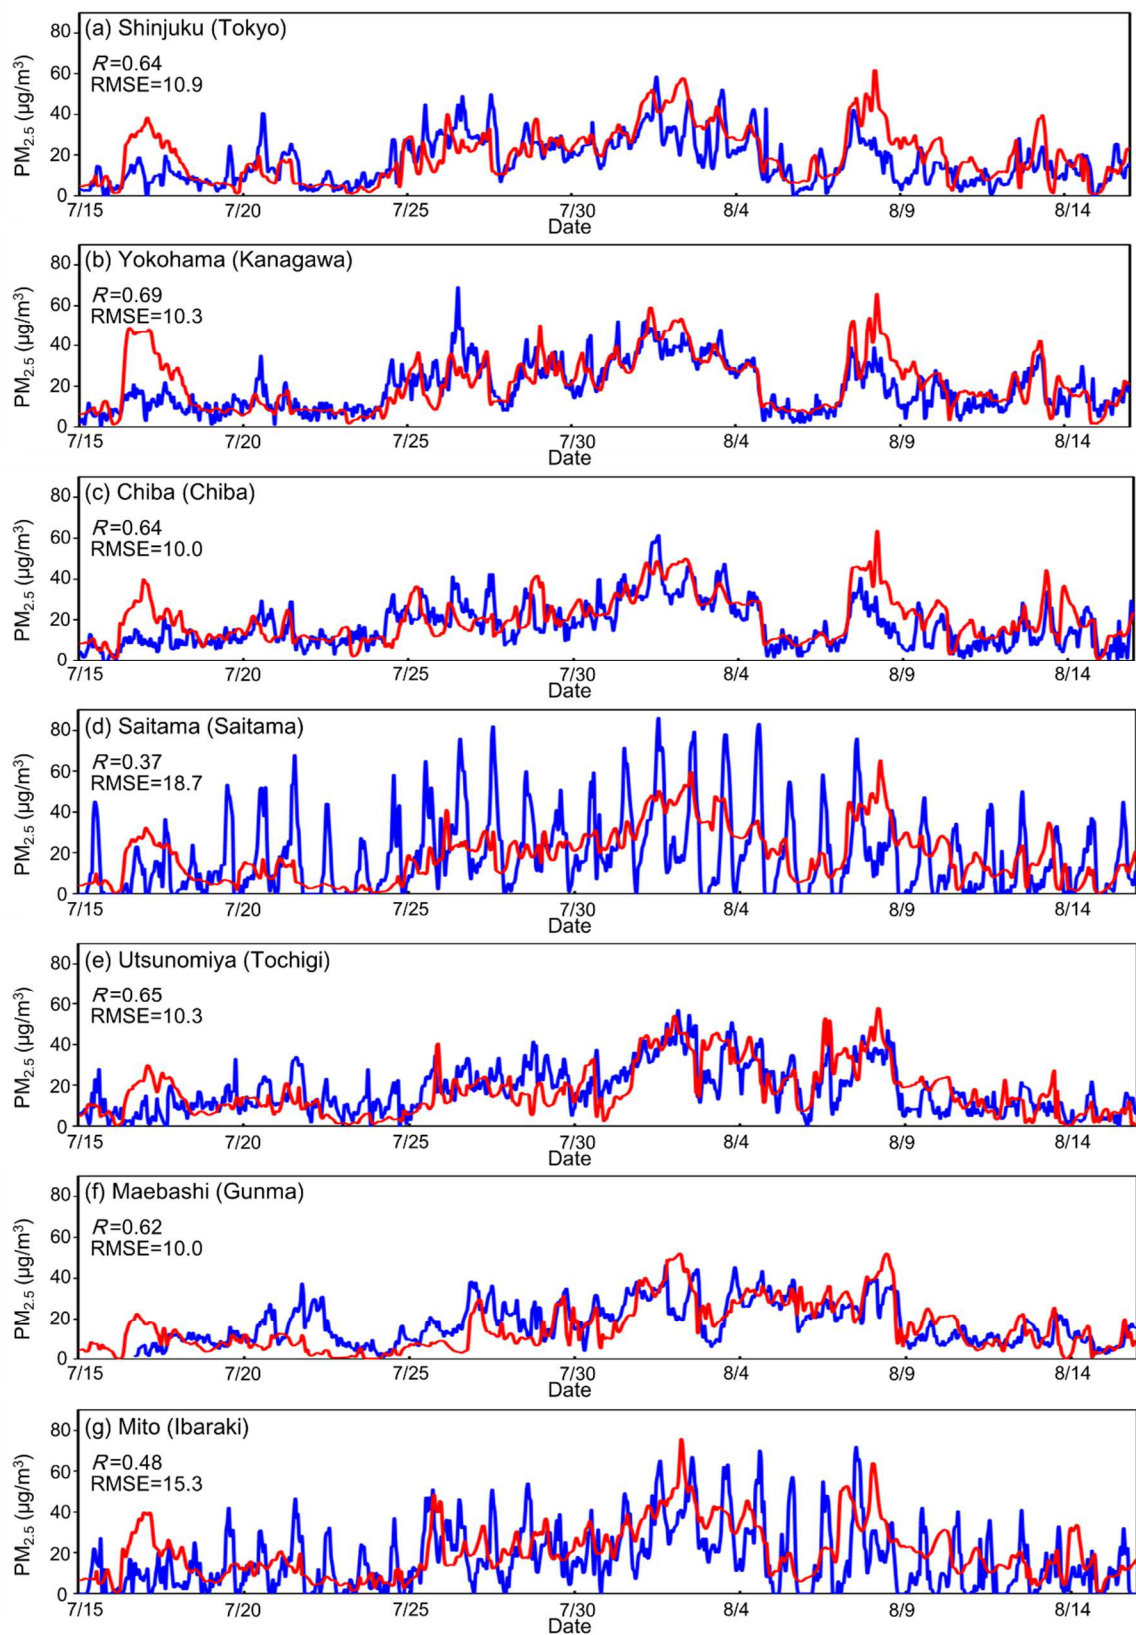 (a) Shinjuku (Tokyo)
R=0.64
RMSE=10.9
PM2.5 (µg/m3)
80
60
40
20
0
7/15 7/20 7/25 7/30 8/4 8/9 8/14
Date
(b) Yokohama (Kanagawa)
R=0.69
RMSE=10.3
PM2.5 (µg/m3)
80
60
40
20
0
7/15 7/20 7/25 7/30 8/4 8/9 8/14
Date
(c) Chiba (Chiba)
R=0.64
RMSE=10.0
PM2.5 (µg/m3)
80
60
40
20
0
7/15 7/20 7/25 7/30 8/4 8/9 8/14
Date
(d) Saitama (Saitama)
R=0.37
RMSE=18.7
PM2.5 (µg/m3)
80
60
40
20
0
7/15 7/20 7/25 7/30 8/4 8/9 8/14
Date
(e) Utsunomiya (Tochigi)
R=0.65
RMSE=10.3
PM2.5 (µg/m3)
80
60
40
20
0
7/15 7/20 7/25 7/30 8/4 8/9 8/14
Date
(f) Maebashi (Gunma)
R=0.62
RMSE=10.0
PM2.5 (µg/m3)
80
60
40
20
0
7/15 7/20 7/25 7/30 8/4 8/9 8/14
Date
(g) Mito (Ibaraki)
R=0.48
RMSE=15.3
PM2.5 (µg/m3)
80
60
40
20
0
7/15 7/20 7/25 7/30 8/4 8/9 8/14
Date